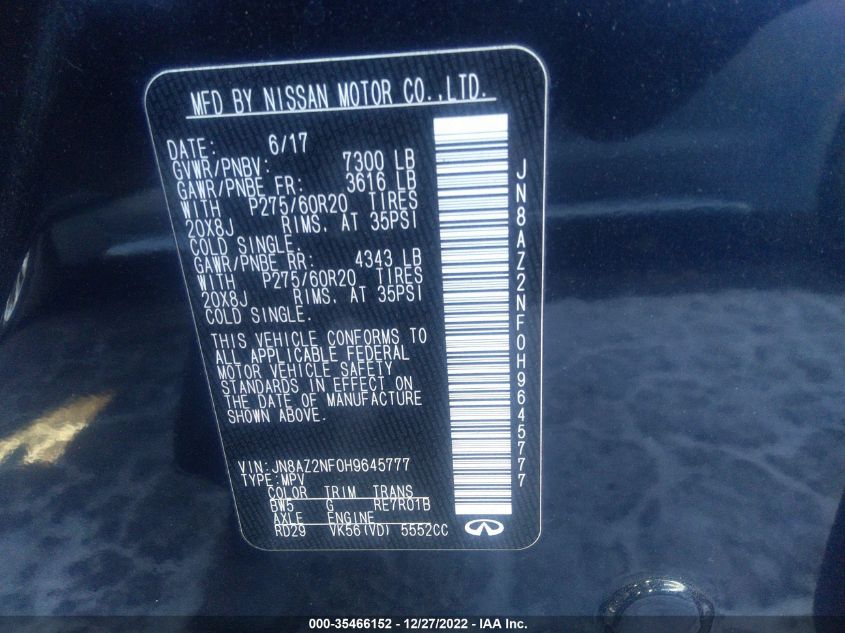 MFD BY NISSAN MOTOR CO.,LTD.
DATE: 6/17
GVWR/PNBV: 7300 LB
GAWR/PNBE FR: 3616 LB
WITH P275/60R20 TIRES
20X8J RIMS. AT 35PSI
COLD SINGLE.
GAWR/PNBE RR: 4343 LB
WITH P275/60R20 TIRES
20X8J RIMS. AT 35PSI
COLD SINGLE.
THIS VEHICLE CONFORMS TO
ALL APPLICABLE FEDERAL
MOTOR VEHICLE SAFETY
STANDARDS IN EFFECT ON
THE DATE OF MANUFACTURE
SHOWN ABOVE.
VIN:JN8AZ2NF0H9645777
TYPE:MPV
COLOR TRIM TRANS
BW5 G RE7R01B
AXLE ENGINE
RD29 VK56(VD) 5552CC
JN8AZ2NF0H9645777
000-35466152 - 12/27/2022 - IAA Inc.